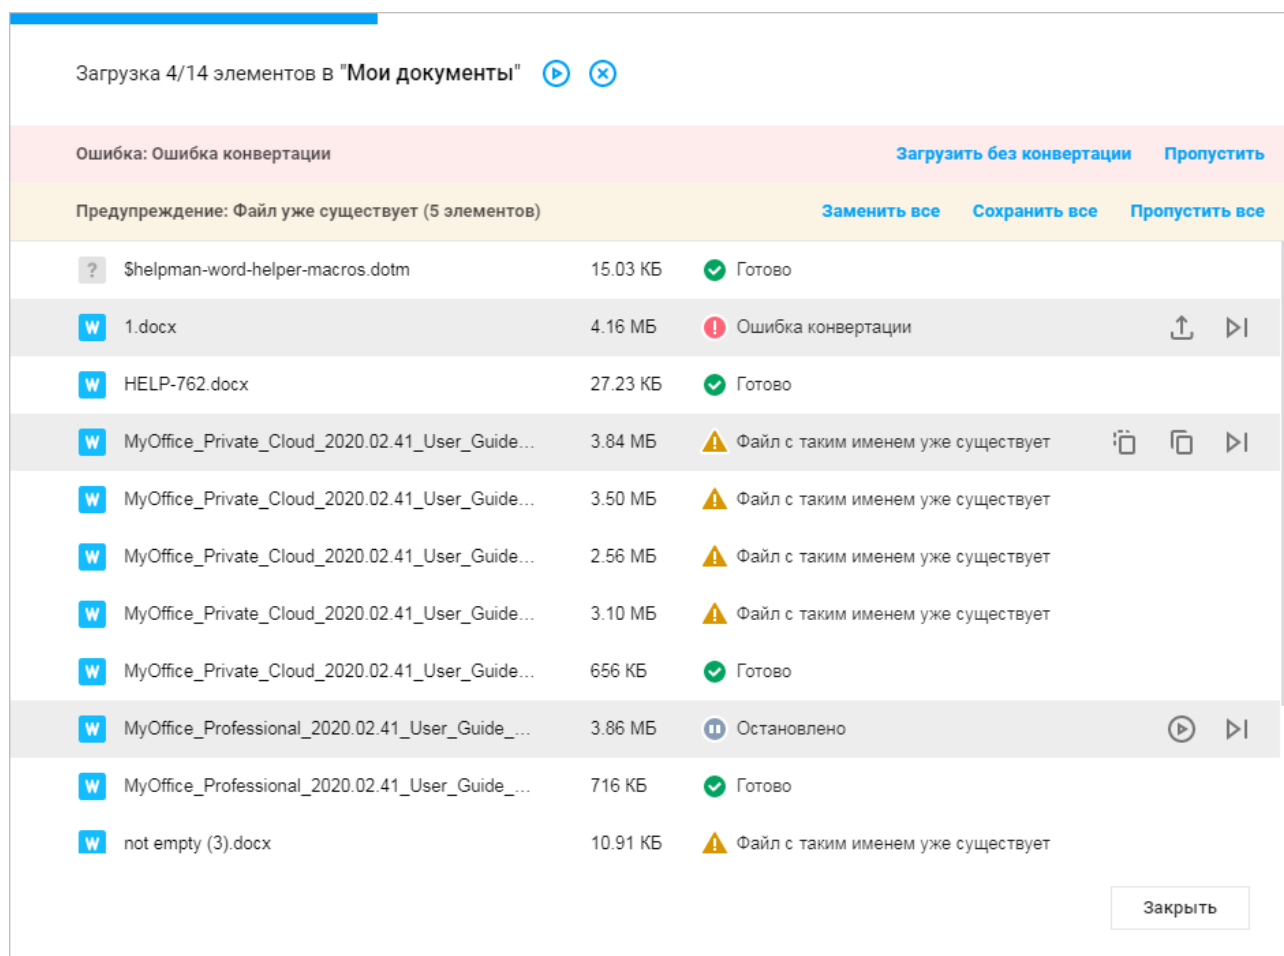 Загрузка 4/14 элементов в "Мои документы"
Ошибка: Ошибка конвертации Загрузить без конвертации Пропустить
Предупреждение: Файл уже существует (5 элементов) Заменить все Сохранить все Пропустить все
? $helpman-word-helper-macros.dotm 15.03 КБ Готово
W 1.docx 4.16 МБ Ошибка конвертации
W HELP-762.docx 27.23 КБ Готово
W MyOffice_Private_Cloud_2020.02.41_User_Guide... 3.84 МБ Файл с таким именем уже существует
W MyOffice_Private_Cloud_2020.02.41_User_Guide... 3.50 МБ Файл с таким именем уже существует
W MyOffice_Private_Cloud_2020.02.41_User_Guide... 2.56 МБ Файл с таким именем уже существует
W MyOffice_Private_Cloud_2020.02.41_User_Guide... 3.10 МБ Файл с таким именем уже существует
W MyOffice_Private_Cloud_2020.02.41_User_Guide... 656 КБ Готово
W MyOffice_Professional_2020.02.41_User_Guide_... 3.86 МБ Остановлено
W MyOffice_Professional_2020.02.41_User_Guide_... 716 КБ Готово
W not empty (3).docx 10.91 КБ Файл с таким именем уже существует
Закрыть